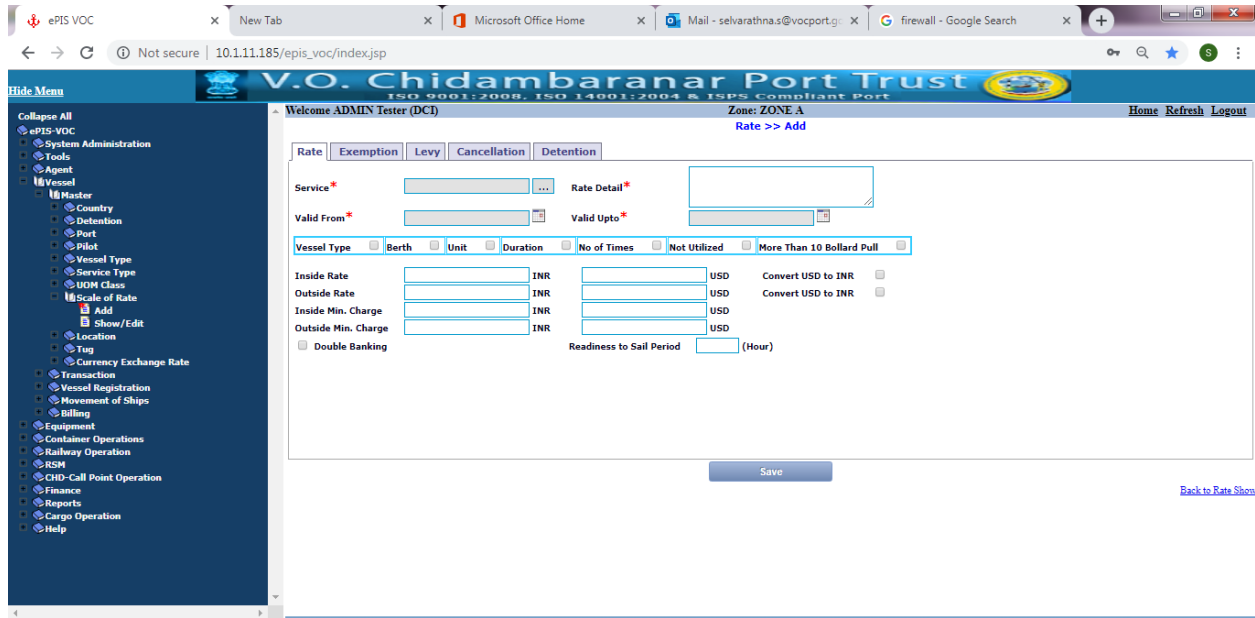 ePIS VOC
New Tab
Microsoft Office Home
Mail - selvarathna.s@vocport.go
firewall - Google Search
Not secure | 10.1.11.185/epis_voc/index.jsp
S
Hide Menu
V.O. Chidambaranar Port Trust
ISO 9001:2008, ISO 14001:2004 & ISPS Compliant Port
Welcome ADMIN Tester (DCI) Zone: ZONE A Home Refresh Logout
Rate >> Add
Collapse All
ePIS-VOC
System Administration
Tools
Agent
Vessel
Master
Country
Detention
Port
Pilot
Vessel Type
Service Type
UOM Class
Scale of Rate
Add
Show/Edit
Location
Tug
Currency Exchange Rate
Transaction
Vessel Registration
Movement of Ships
Billing
Equipment
Container Operations
Railway Operation
RSM
CHD-Call Point Operation
Finance
Reports
Cargo Operation
Help
Rate Exemption Levy Cancellation Detention
Service* ... Rate Detail*
Valid From* Valid Upto*
Vessel Type Berth Unit Duration No of Times Not Utilized More Than 10 Bollard Pull
Inside Rate INR USD Convert USD to INR
Outside Rate INR USD Convert USD to INR
Inside Min. Charge INR USD
Outside Min. Charge INR USD
Double Banking Readiness to Sail Period (Hour)
Save
Back to Rate Show